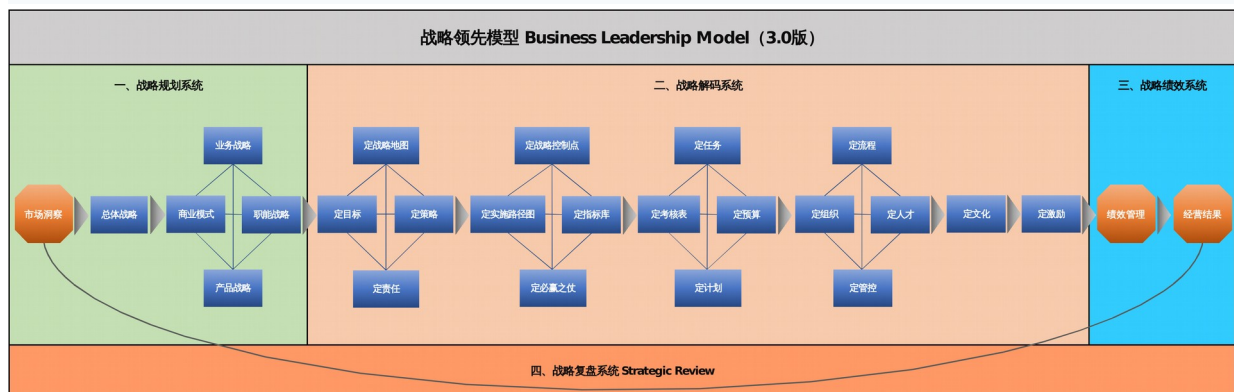 战略领先模型 Business Leadership Model（3.0版）
一、战略规划系统
二、战略解码系统
三、战略绩效系统
业务战略
市场洞察
总体战略
商业模式
职能战略
产品战略
定战略地图
定目标
定策略
定责任
定战略控制点
定实施路径图
定指标库
定必赢之仗
定任务
定考核表
定预算
定计划
定流程
定组织
定人才
定管控
定文化
定激励
绩效管理
经营结果
四、战略复盘系统 Strategic Review